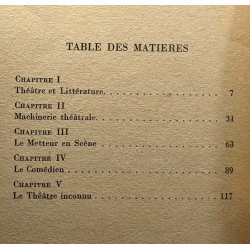 TABLE DES MATIERES
CHAPITRE I
Théâtre et Littérature. . . . . . 7
CHAPITRE II
Machinerie théâtrale. . . . . . . 31
CHAPITRE III
Le Metteur en Scène . . . . . . 63
CHAPITRE IV
Le Comédien . . . . . . . . . . 89
CHAPITRE V
Le Théâtre inconnu . . . . . . 117